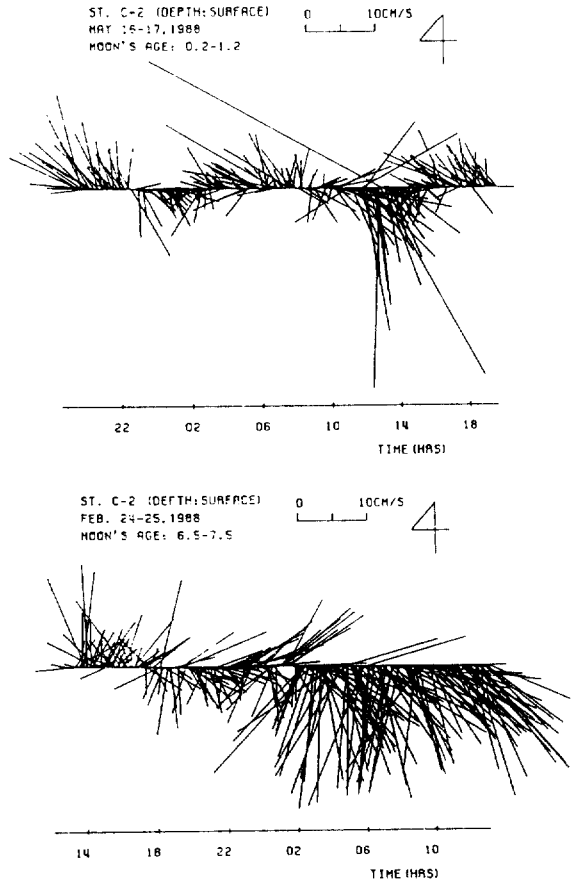 ST. C-2 (DEPTH:SURFACE)
MAY 16-17,1988
MOON'S AGE: 0.2-1.2
0 10CM/S
22 02 06 10 14 18
TIME (HRS)
ST. C-2 (DEPTH:SURFACE)
FEB. 24-25,1988
MOON'S AGE: 6.5-7.5
0 10CM/S
14 18 22 02 06 10
TIME (HRS)